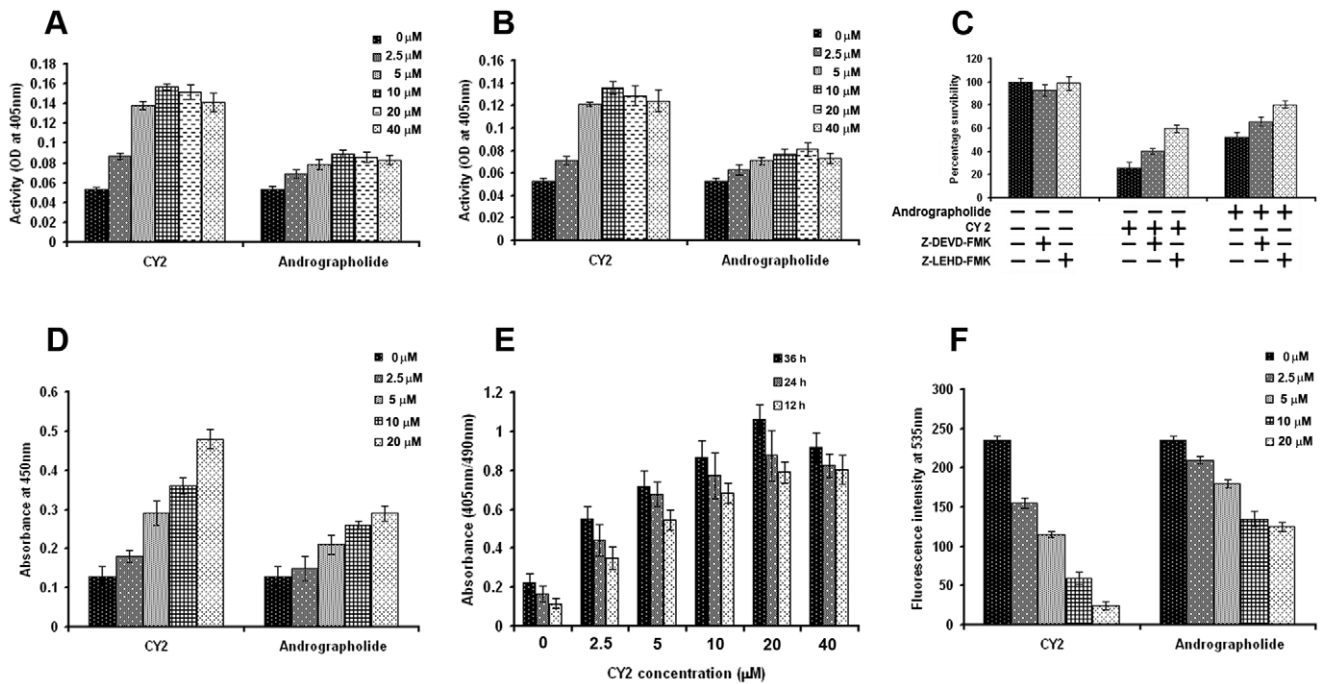 A
0 μM
2.5 μM
5 μM
10 μM
20 μM
40 μM
Activity (OD at 405nm)
0.18
0.16
0.14
0.12
0.1
0.08
0.06
0.04
0.02
0
CY2
Andrographolide
B
0 μM
2.5 μM
5 μM
10 μM
20 μM
40 μM
Activity (OD at 405nm)
0.16
0.14
0.12
0.1
0.08
0.06
0.04
0.02
0
CY2
Andrographolide
C
Percentage survibility
120
100
80
60
40
20
0
Andrographolide − − − − − − + + +
CY 2 − − − + + + − − −
Z-DEVD-FMK − + − − + − − + −
Z-LEHD-FMK − − + − − + − − +
D
0 μM
2.5 μM
5 μM
10 μM
20 μM
Absorbance at 450nm
0.6
0.5
0.4
0.3
0.2
0.1
0
CY2
Andrographolide
E
36 h
24 h
12 h
Absorbance (405nm/490nm)
1.2
1
0.8
0.6
0.4
0.2
0
0 2.5 5 10 20 40
CY2 concentration (μM)
F
0 μM
2.5 μM
5 μM
10 μM
20 μM
Fluorescence intensity at 535nm
300
250
200
150
100
50
0
CY2
Andrographolide